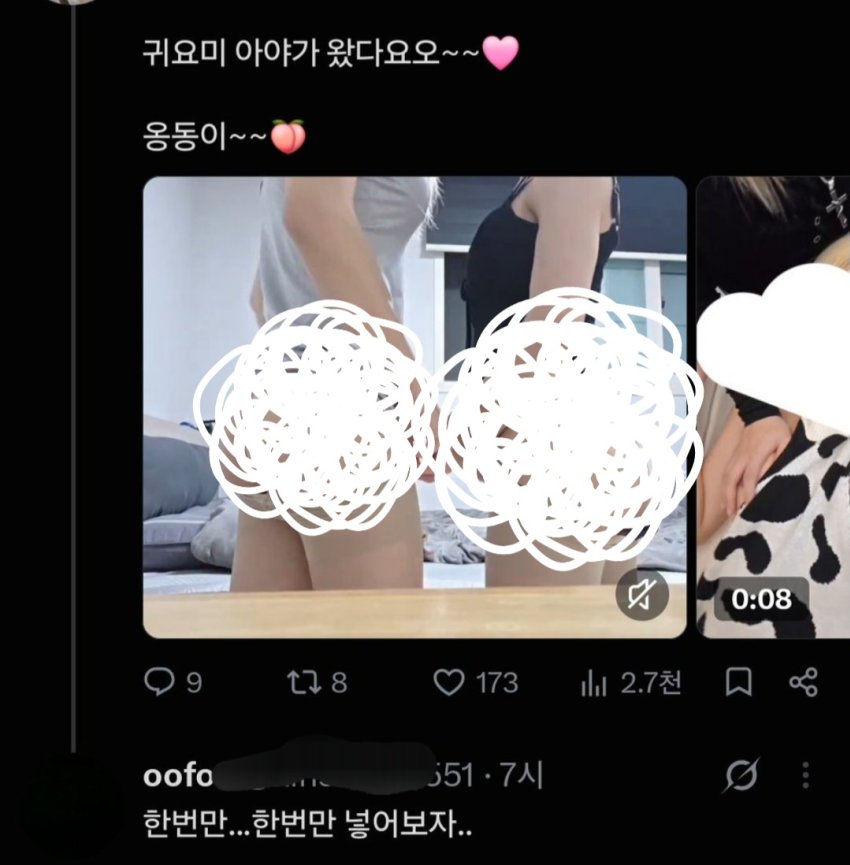 귀요미 아야가 왔다요오~~🩷
옹동이~~🍑
0:08
9 8 173 2.7천
oofo 551 · 7시
한번만...한번만 넣어보자..